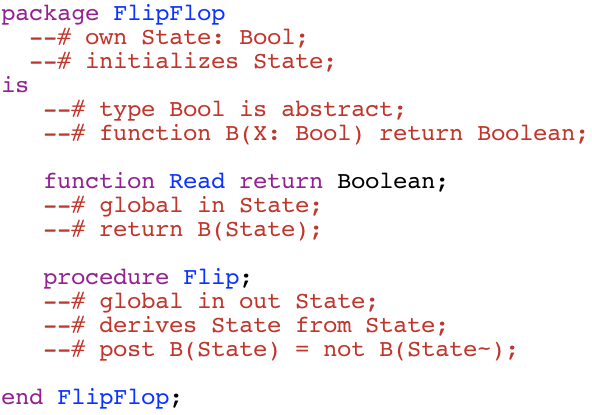 package FlipFlop
--# own State: Bool;
--# initializes State;
is
--# type Bool is abstract;
--# function B(X: Bool) return Boolean;
function Read return Boolean;
--# global in State;
--# return B(State);
procedure Flip;
--# global in out State;
--# derives State from State;
--# post B(State) = not B(State~);
end FlipFlop;